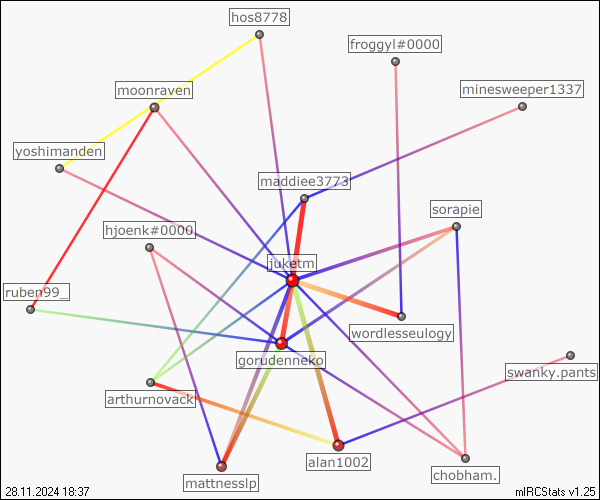 hos8778
froggyl#0000
moonraven
minesweeper1337
yoshimanden
maddiee3773
sorapie
hjoenk#0000
juketm
ruben99_
wordlesseulogy
gorudenneko
swanky.pants
arthurnovack
alan1002
mattnesslp
chobham.
28.11.2024 18:37
mIRCStats v1.25